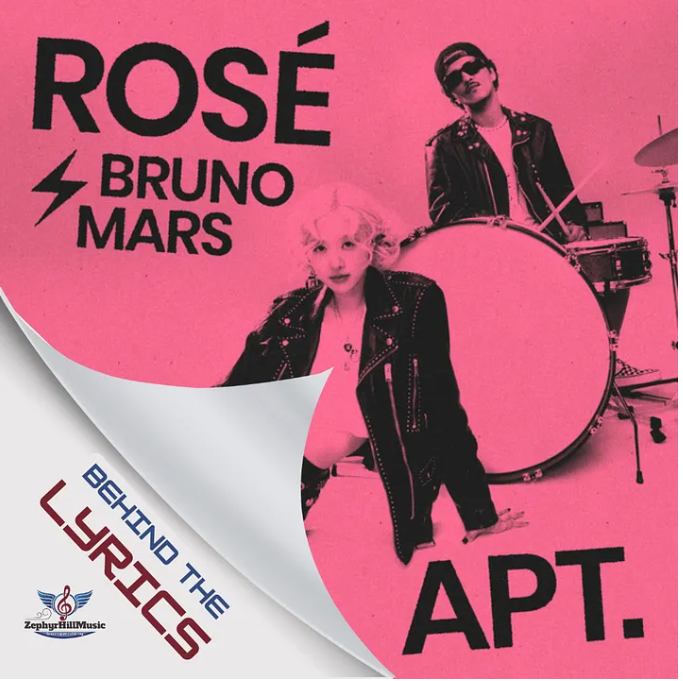 ROSÉ
BRUNO
MARS
BEHIND THE
LYRICS
ZephyrHillMusic
APT.